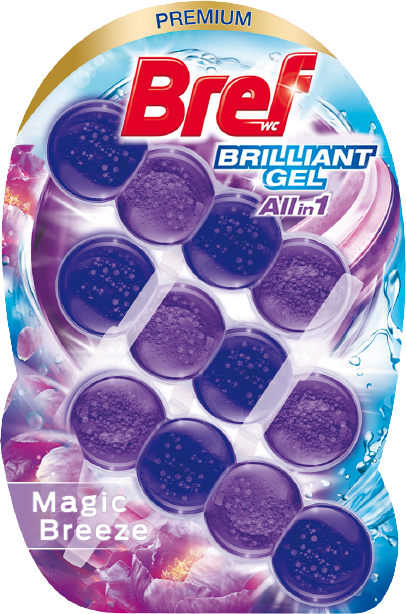 PREMIUM
Bref
WC
BRILLIANT
GEL
All in 1
Magic
Breeze